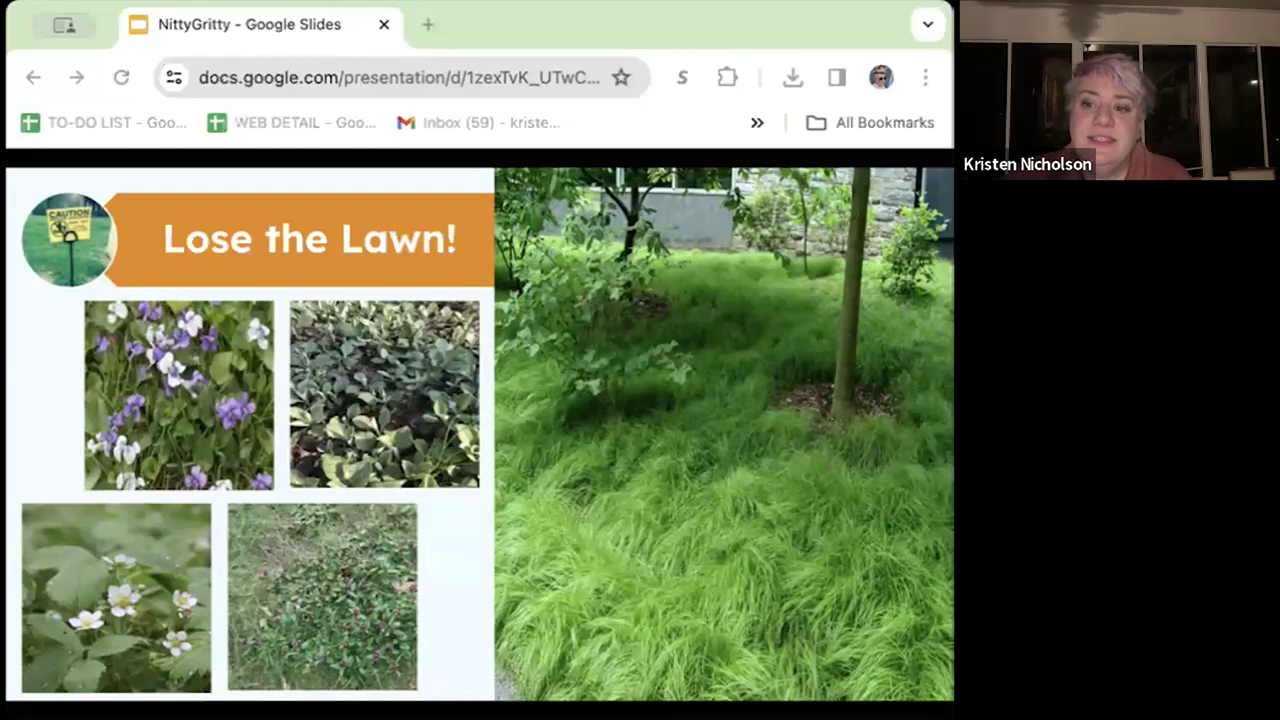 NittyGritty - Google Slides
docs.google.com/presentation/d/1zexTvK_UTwC...
TO-DO LIST - Goo...
WEB DETAIL - Goo...
Inbox (59) - kriste...
All Bookmarks
Kristen Nicholson
CAUTION
Lose the Lawn!